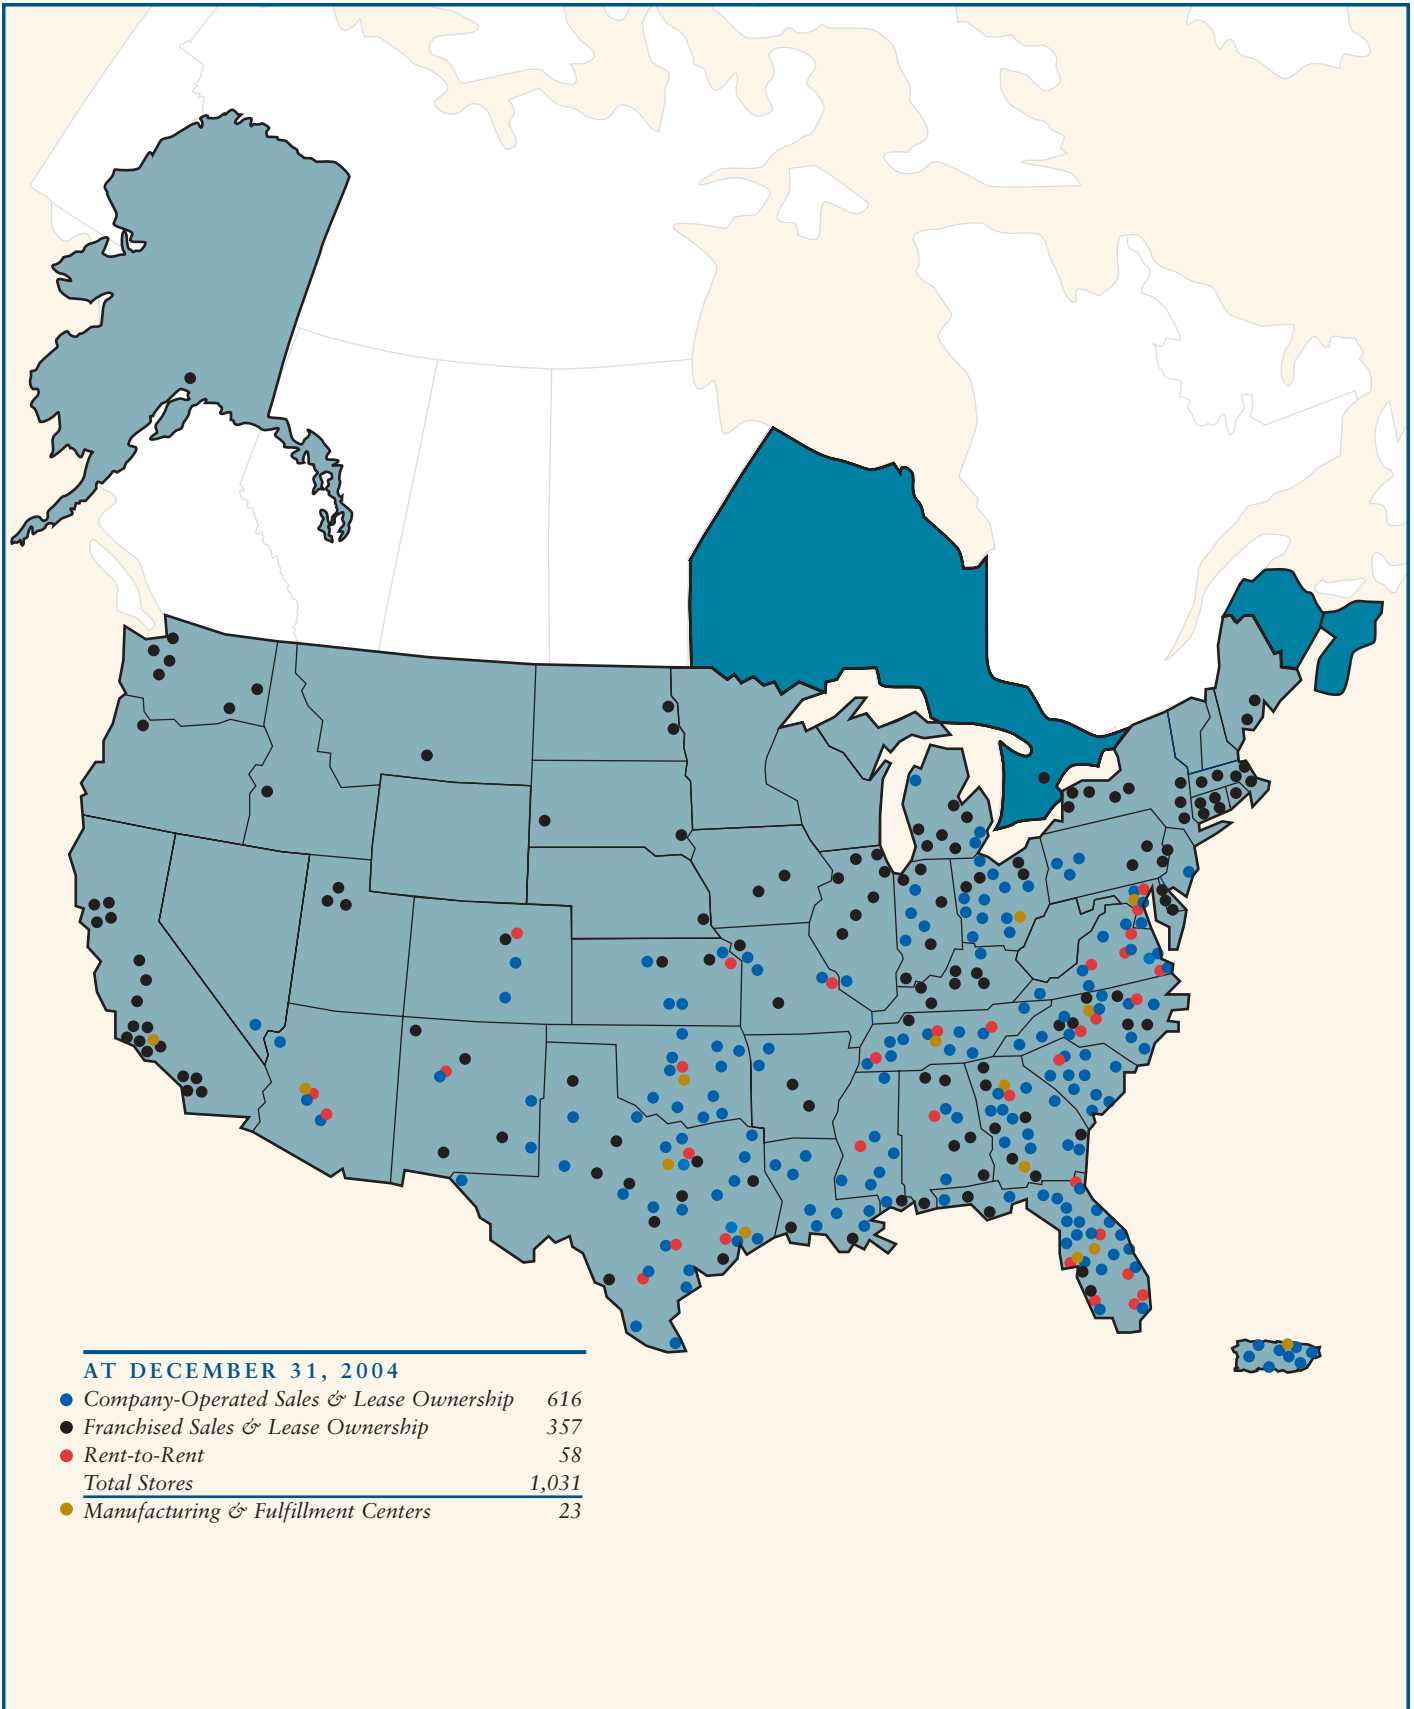 AT DECEMBER 31, 2004
Company-Operated Sales & Lease Ownership 616
Franchised Sales & Lease Ownership 357
Rent-to-Rent 58
Total Stores 1,031
Manufacturing & Fulfillment Centers 23